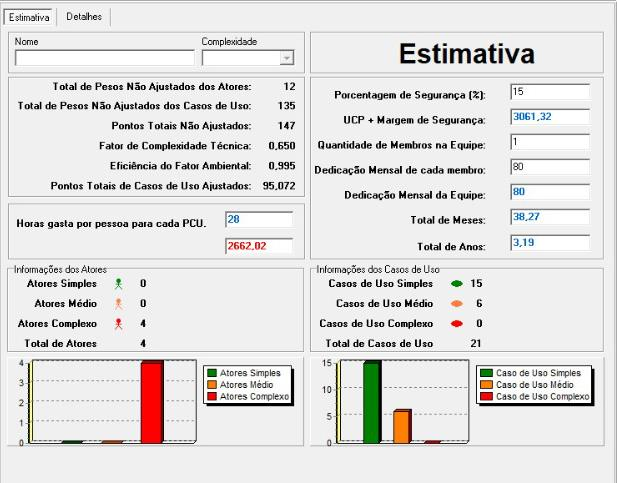 Estimativa
Detalhes
Nome
Complexidade
Total de Pesos Não Ajustados dos Atores: 12
Total de Pesos Não Ajustados dos Casos de Uso: 135
Pontos Totais Não Ajustados: 147
Fator de Complexidade Técnica: 0,650
Eficiência do Fator Ambiental: 0,995
Pontos Totais de Casos de Uso Ajustados: 95,072
Horas gasta por pessoa para cada PCU. 28
2662,02
Estimativa
Porcentagem de Segurança (%): 15
UCP + Margem de Segurança: 3061,32
Quantidade de Membros na Equipe: 1
Dedicação Mensal de cada membro: 80
Dedicação Mensal da Equipe: 80
Total de Meses: 38,27
Total de Anos: 3,19
Informações dos Atores
Atores Simples 0
Atores Médio 0
Atores Complexo 4
Total de Atores 4
Informações dos Casos de Uso
Casos de Uso Simples 15
Casos de Uso Médio 6
Casos de Uso Complexo 0
Total de Casos de Uso 21
4
3
2
1
0
Atores Simples
Atores Médio
Atores Complexo
15
10
5
0
Caso de Uso Simples
Caso de Uso Médio
Caso de Uso Complexo